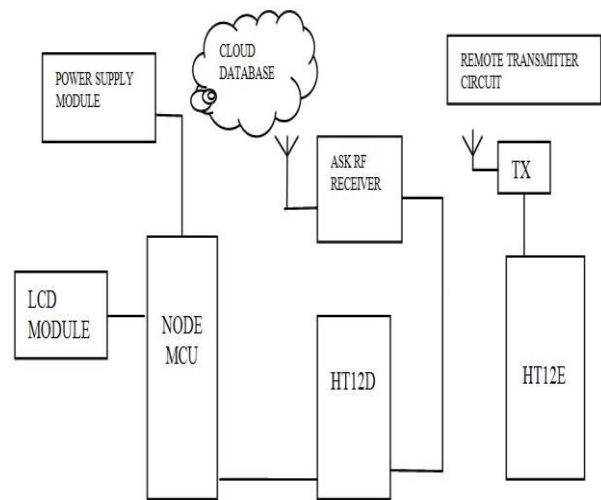 CLOUD
DATABASE
POWER SUPPLY
MODULE
REMOTE TRANSMITTER
CIRCUIT
ASK RF
RECEIVER
TX
LCD
MODULE
NODE
MCU
HT12D
HT12E